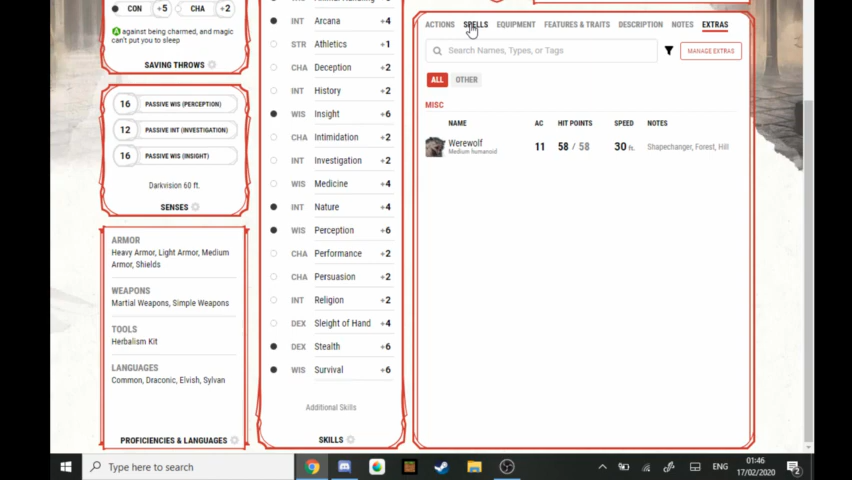 CON +5 CHA +2
against being charmed, and magic
can't put you to sleep
SAVING THROWS
16 PASSIVE WIS (PERCEPTION)
12 PASSIVE INT (INVESTIGATION)
16 PASSIVE WIS (INSIGHT)
Darkvision 60 ft.
SENSES
ARMOR
Heavy Armor, Light Armor, Medium
Armor, Shields
WEAPONS
Martial Weapons, Simple Weapons
TOOLS
Herbalism Kit
LANGUAGES
Common, Draconic, Elvish, Sylvan
PROFICIENCIES & LANGUAGES
INT Arcana +4
STR Athletics +1
CHA Deception +2
INT History +2
WIS Insight +6
CHA Intimidation +2
INT Investigation +2
WIS Medicine +4
INT Nature +4
WIS Perception +6
CHA Performance +2
CHA Persuasion +2
INT Religion +2
DEX Sleight of Hand +4
DEX Stealth +6
WIS Survival +6
Additional Skills
SKILLS
ACTIONS SPELLS EQUIPMENT FEATURES & TRAITS DESCRIPTION NOTES EXTRAS
Search Names, Types, or Tags
MANAGE EXTRAS
ALL OTHER
MISC
NAME AC HIT POINTS SPEED NOTES
Werewolf 11 58 / 58 30 ft. Shapechanger, Forest, Hill
Medium humanoid
Type here to search
ENG
01:46
17/02/2020
2